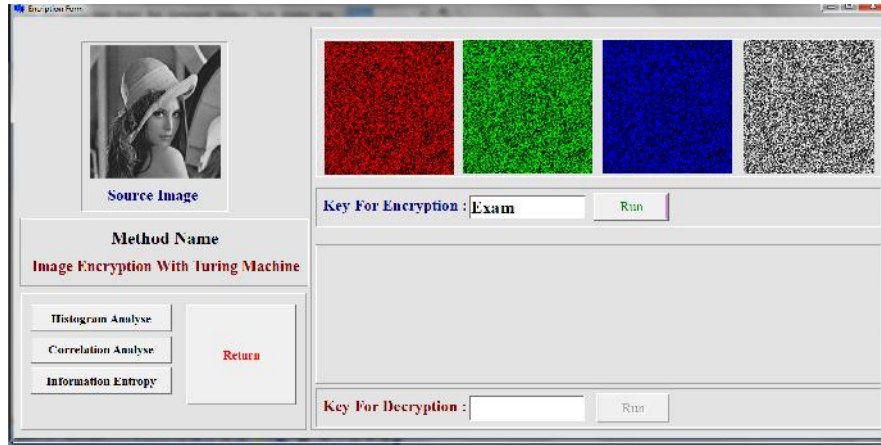 Encryption Form
Source Image
Method Name
Image Encryption With Turing Machine
Histogram Analyse
Correlation Analyse
Information Entropy
Return
Key For Encryption : Exam
Run
Key For Decryption :
Run